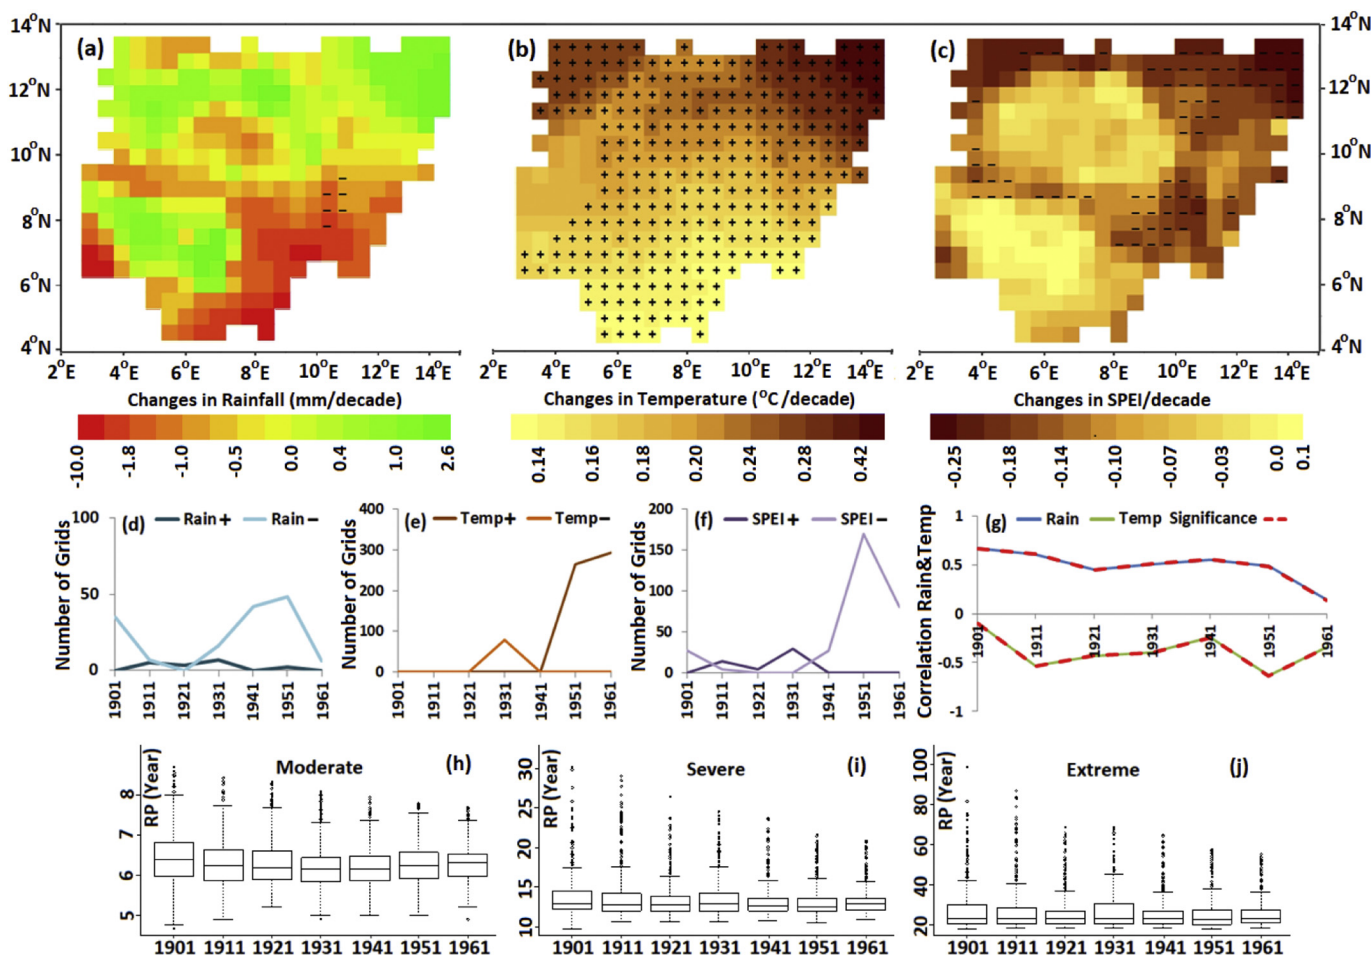 14°N
12°N
10°N
8°N
6°N
4°N
(a)
(b)
(c)
14°N
12°N
10°N
8°N
6°N
4°N
2°E 4°E 6°E 8°E 10°E 12°E 14°E
2°E 4°E 6°E 8°E 10°E 12°E 14°E
2°E 4°E 6°E 8°E 10°E 12°E 14°E
Changes in Rainfall (mm/decade)
-10.0 -1.8 -1.0 -0.5 0.0 0.4 1.0 2.6
Changes in Temperature (°C/decade)
0.14 0.16 0.18 0.20 0.24 0.28 0.32 0.42
Changes in SPEI/decade
-0.25 -0.18 -0.14 -0.10 -0.07 -0.03 0.0 0.1
(d) Rain+ Rain−
Number of Grids
100
50
0
1901 1911 1921 1931 1941 1951 1961
(e) Temp+ Temp−
Number of Grids
400
300
200
100
0
1901 1911 1921 1931 1941 1951 1961
(f) SPEI+ SPEI−
Number of Grids
200
150
100
50
0
1901 1911 1921 1931 1941 1951 1961
(g) Rain Temp Significance
Correlation Rain&Temp
1
0.5
0
-0.5
-1
1901 1911 1921 1931 1941 1951 1961
Moderate (h)
RP (Year)
8
7
6
5
1901 1911 1921 1931 1941 1951 1961
Severe (i)
RP (Year)
30
25
20
15
10
1901 1911 1921 1931 1941 1951 1961
Extreme (j)
RP (Year)
100
80
60
40
20
1901 1911 1921 1931 1941 1951 1961